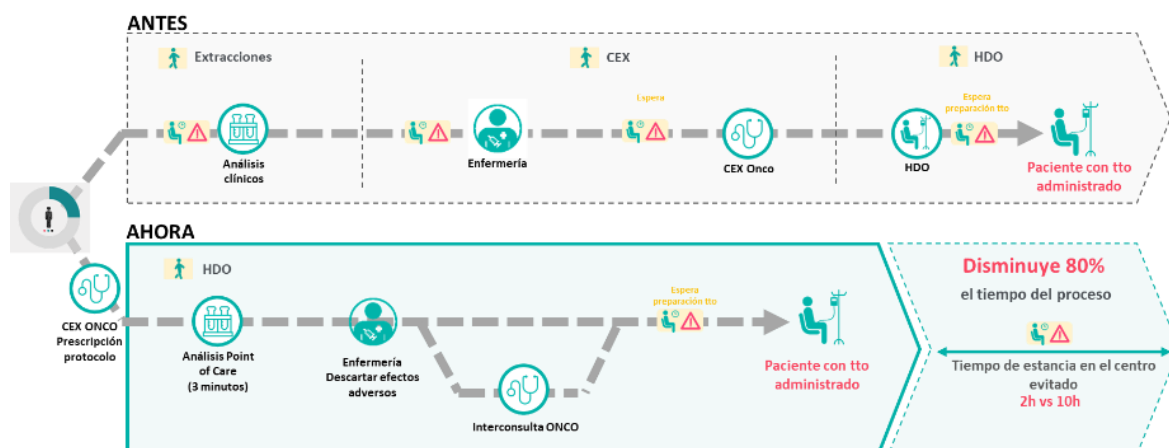 ANTES
Extracciones
CEX
HDO
Espera
Espera
preparación tto
Análisis
clínicos
Enfermería
CEX Onco
HDO
Paciente con tto
administrado
AHORA
HDO
CEX ONCO
Prescripción
protocolo
Análisis Point
of Care
(3 minutos)
Enfermería
Descartar efectos
adversos
Interconsulta ONCO
Espera
preparación tto
Paciente con tto
administrado
Disminuye 80%
el tiempo del proceso
Tiempo de estancia en el centro
evitado
2h vs 10h